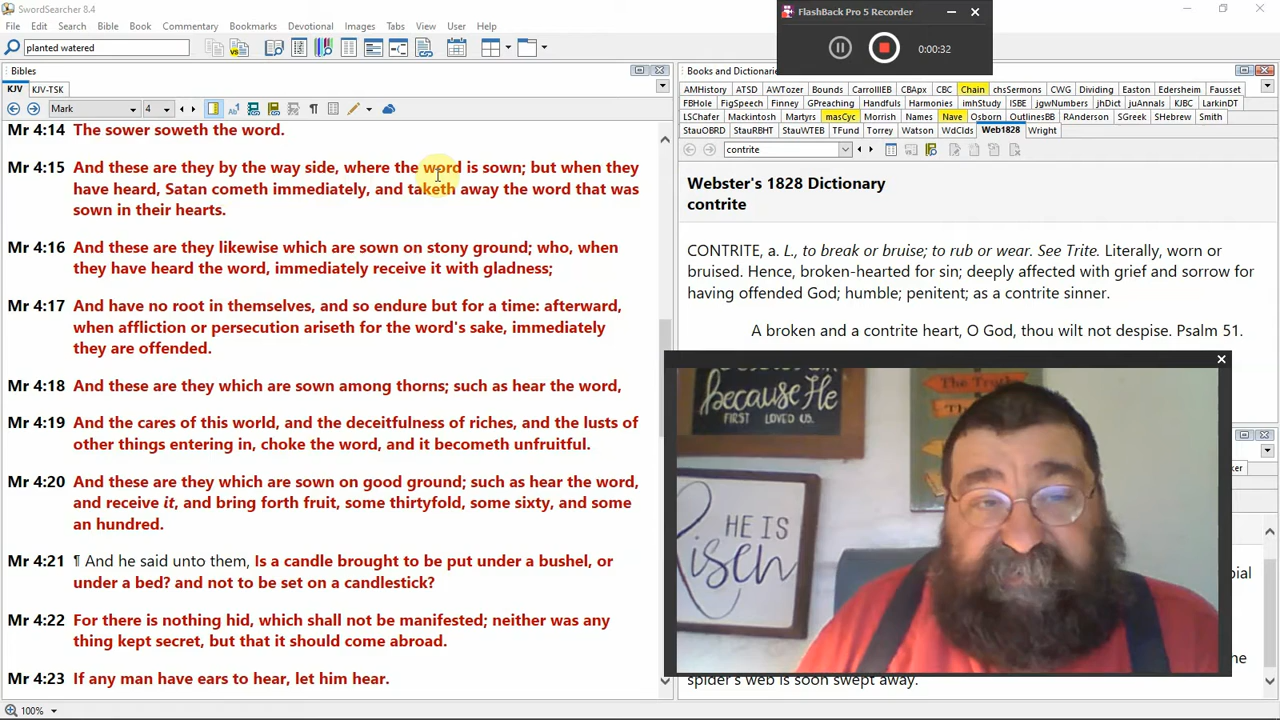 SwordSearcher 8.4
File Edit Search Book Commentary Bookmarks Devotional Images Tabs View User Help
planted watered
Bibles
KJV KJV-TSK
Mark 4
Mr 4:14 The sower soweth the word.
Mr 4:15 And these are they by the way side, where the word is sown; but when they
have heard, Satan cometh immediately, and taketh away the word that was
sown in their hearts.
Mr 4:16 And these are they likewise which are sown on stony ground; who, when
they have heard the word, immediately receive it with gladness;
Mr 4:17 And have no root in themselves, and so endure but for a time: afterward,
when affliction or persecution ariseth for the word's sake, immediately
they are offended.
Mr 4:18 And these are they which are sown among thorns; such as hear the word,
Mr 4:19 And the cares of this world, and the deceitfulness of riches, and the lusts of
other things entering in, choke the word, and it becometh unfruitful.
Mr 4:20 And these are they which are sown on good ground; such as hear the word,
and receive it, and bring forth fruit, some thirtyfold, some sixty, and some
an hundred.
Mr 4:21 ¶ And he said unto them, Is a candle brought to be put under a bushel, or
under a bed? and not to be set on a candlestick?
Mr 4:22 For there is nothing hid, which shall not be manifested; neither was any
thing kept secret, but that it should come abroad.
Mr 4:23 If any man have ears to hear, let him hear.
100%
FlashBack Pro 5 Recorder
0:00:32
Books and Dictionari
AMHistory ATSD AWTozer Bounds CarrollEB CBApx CBC Chain chsSermons CWG Dividing Easton Edersheim Fausset
FBHole FigSpeech Finney GPreaching Handfuls Harmonies imhStudy ISBE jgwNumbers jhDict juAnnals KJBC LarkinDT
LSChafer Mackintosh Martyrs masCyc Morrish Names Nave Osborn OutlinesBB RAnderson SGreek SHebrew Smith
StauOBRD StauRBHT StauWTEB TFund Torrey Watson WdClds Web1828 Wright
contrite
Webster's 1828 Dictionary
contrite
CONTRITE, a. L., to break or bruise; to rub or wear. See Trite. Literally, worn or
bruised. Hence, broken-hearted for sin; deeply affected with grief and sorrow for
having offended God; humble; penitent; as a contrite sinner.
A broken and a contrite heart, O God, thou wilt not despise. Psalm 51.
because He
FIRST LOVED US.
The Truth
HE IS
Risen
ker
bial
he
spider's web is soon swept away.